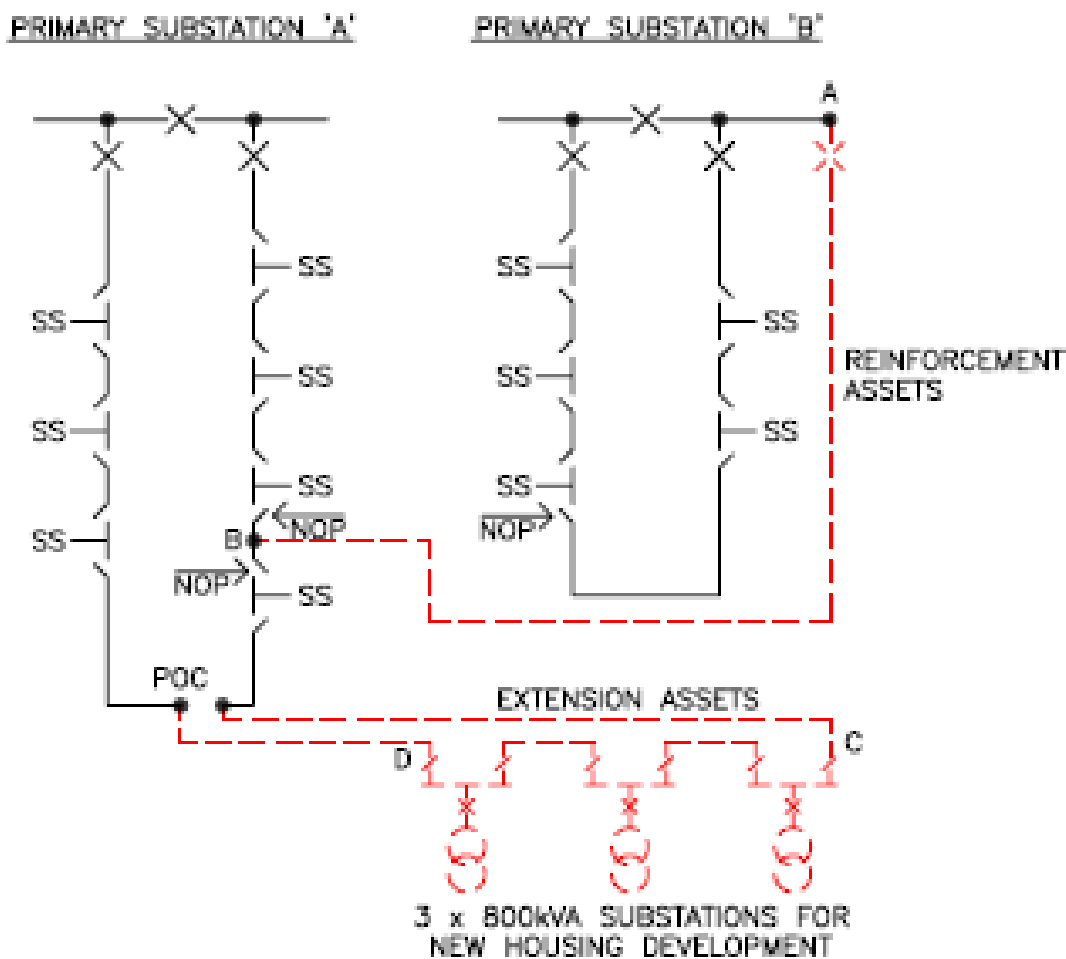 PRIMARY SUBSTATION 'A'
PRIMARY SUBSTATION 'B'
A
SS
SS
SS
SS
SS
SS
SS
REINFORCEMENT
ASSETS
SS
SS
SS
SS
NOP
NOP
SS
B
NOP
SS
POC
EXTENSION ASSETS
D
C
3 x 800kVA SUBSTATIONS FOR
NEW HOUSING DEVELOPMENT